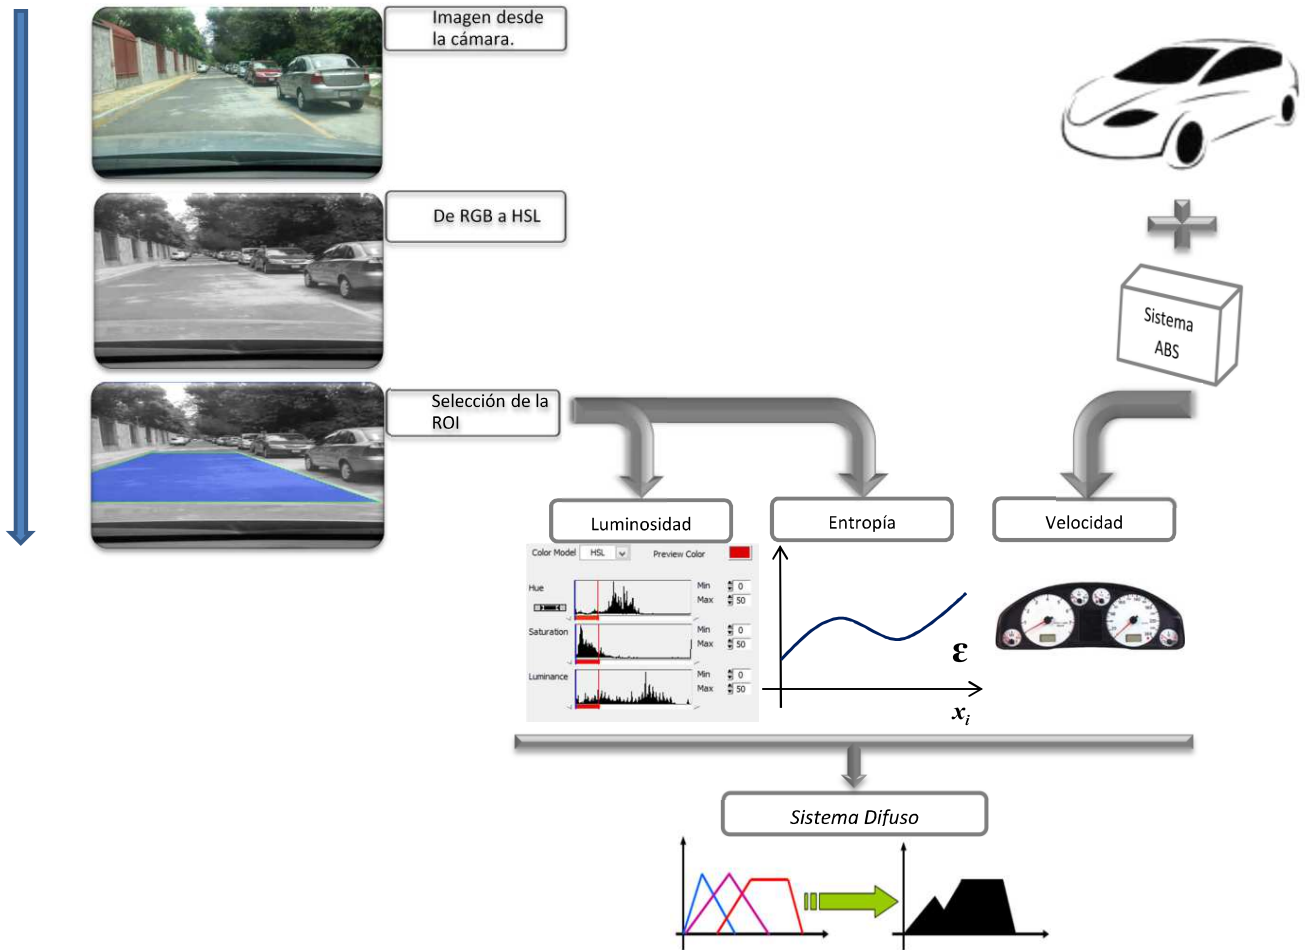 Imagen desde
la cámara.
De RGB a HSL
Sistema
ABS
Selección de la
ROI
Luminosidad
Entropía
Velocidad
Color Model HSL Preview Color
Hue
Min 0
Max 50
Saturation
Min 0
Max 50
Luminance
Min 0
Max 50
ε
xᵢ
Sistema Difuso